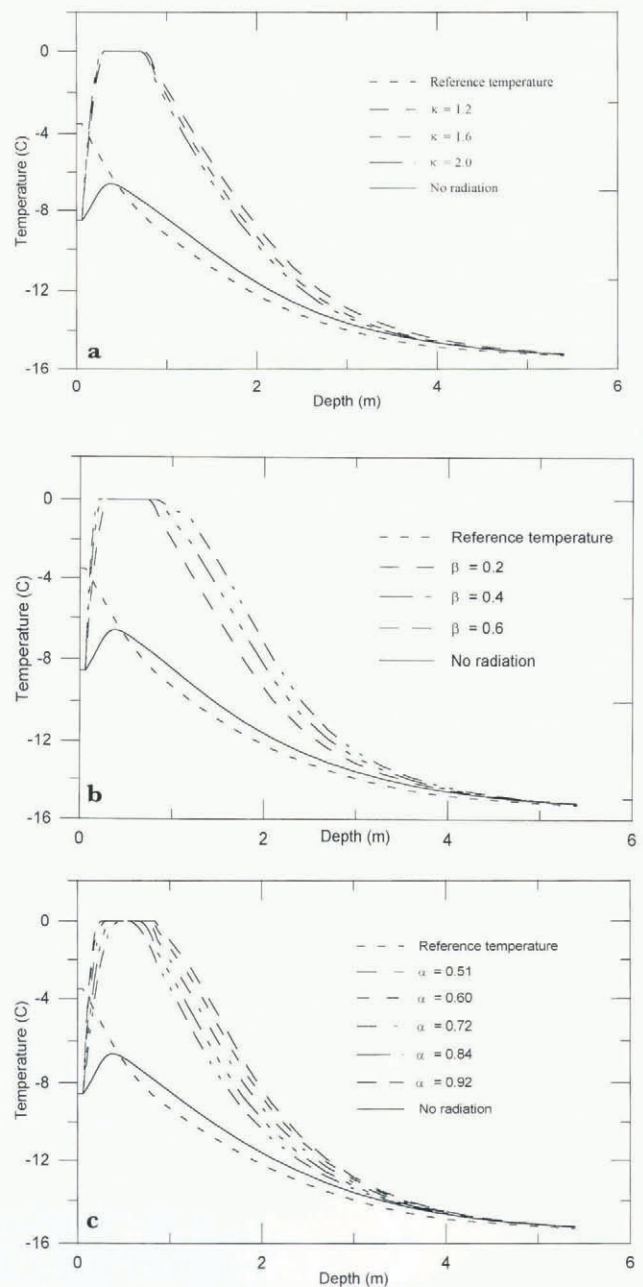 0
-4
-8
-12
-16
Temperature (C)
Reference temperature
κ = 1.2
κ = 1.6
κ = 2.0
No radiation
a
0 2 4 6
Depth (m)
0
-4
-8
-12
-16
Temperature (C)
Reference temperature
β = 0.2
β = 0.4
β = 0.6
No radiation
b
0 2 4 6
Depth (m)
0
-4
-8
-12
-16
Temperature (C)
Reference temperature
α = 0.51
α = 0.60
α = 0.72
α = 0.84
α = 0.92
No radiation
c
0 2 4 6
Depth (m)